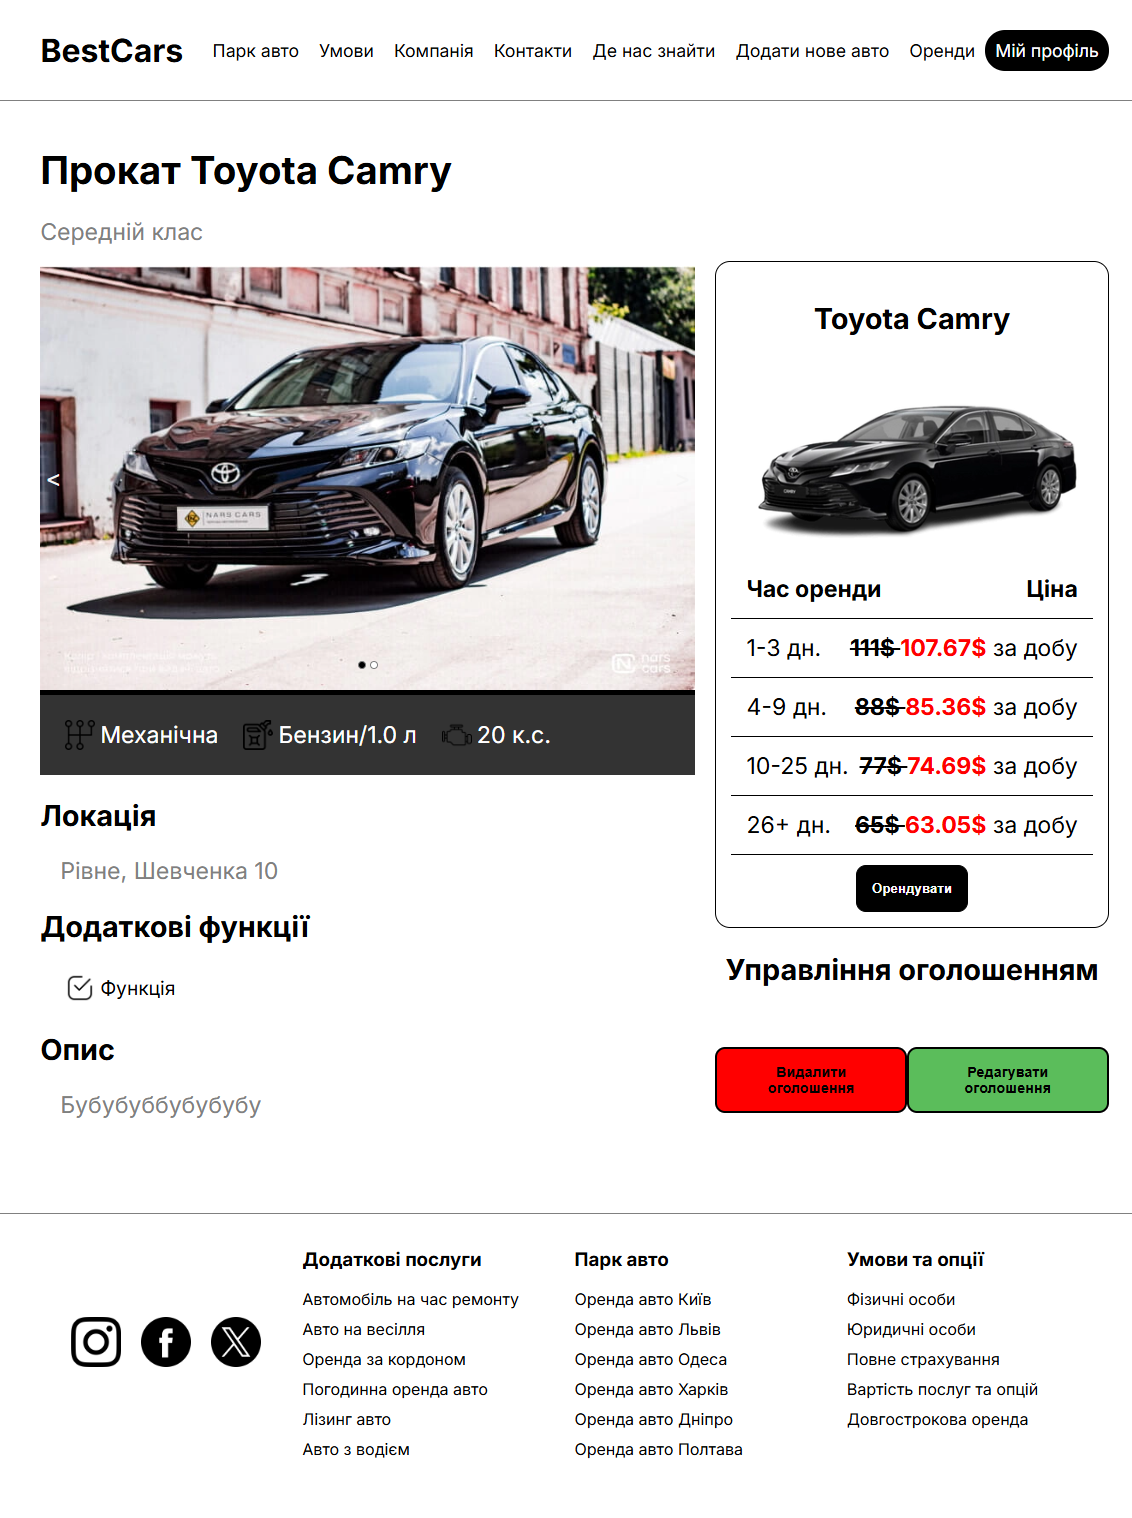 BestCars
Парк авто
Умови
Компанія
Контакти
Де нас знайти
Додати нове авто
Оренди
Мій профіль
Прокат Toyota Camry
Середній клас
<
NARS CARS
nars
cars
Механічна
Бензин/1.0 л
20 к.с.
Локація
Рівне, Шевченка 10
Додаткові функції
Функція
Опис
Бубубуббубубубу
Toyota Camry
CAMRY
Час оренди Ціна
1-3 дн. 111$ 107.67$ за добу
4-9 дн. 88$ 85.36$ за добу
10-25 дн. 77$ 74.69$ за добу
26+ дн. 65$ 63.05$ за добу
Орендувати
Управління оголошенням
Видалити
оголошення
Редагувати
оголошення
Додаткові послуги
Автомобіль на час ремонту
Авто на весілля
Оренда за кордоном
Погодинна оренда авто
Лізинг авто
Авто з водієм
Парк авто
Оренда авто Київ
Оренда авто Львів
Оренда авто Одеса
Оренда авто Харків
Оренда авто Дніпро
Оренда авто Полтава
Умови та опції
Фізичні особи
Юридичні особи
Повне страхування
Вартість послуг та опцій
Довгострокова оренда